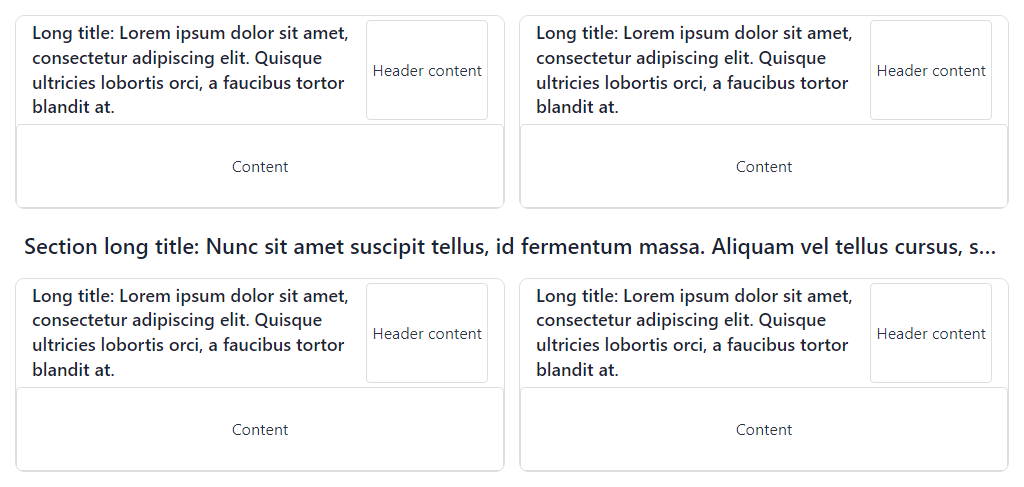 Long title: Lorem ipsum dolor sit amet,
consectetur adipiscing elit. Quisque
ultricies lobortis orci, a faucibus tortor
blandit at.
Header content
Content
Long title: Lorem ipsum dolor sit amet,
consectetur adipiscing elit. Quisque
ultricies lobortis orci, a faucibus tortor
blandit at.
Header content
Content
Section long title: Nunc sit amet suscipit tellus, id fermentum massa. Aliquam vel tellus cursus, s...
Long title: Lorem ipsum dolor sit amet,
consectetur adipiscing elit. Quisque
ultricies lobortis orci, a faucibus tortor
blandit at.
Header content
Content
Long title: Lorem ipsum dolor sit amet,
consectetur adipiscing elit. Quisque
ultricies lobortis orci, a faucibus tortor
blandit at.
Header content
Content